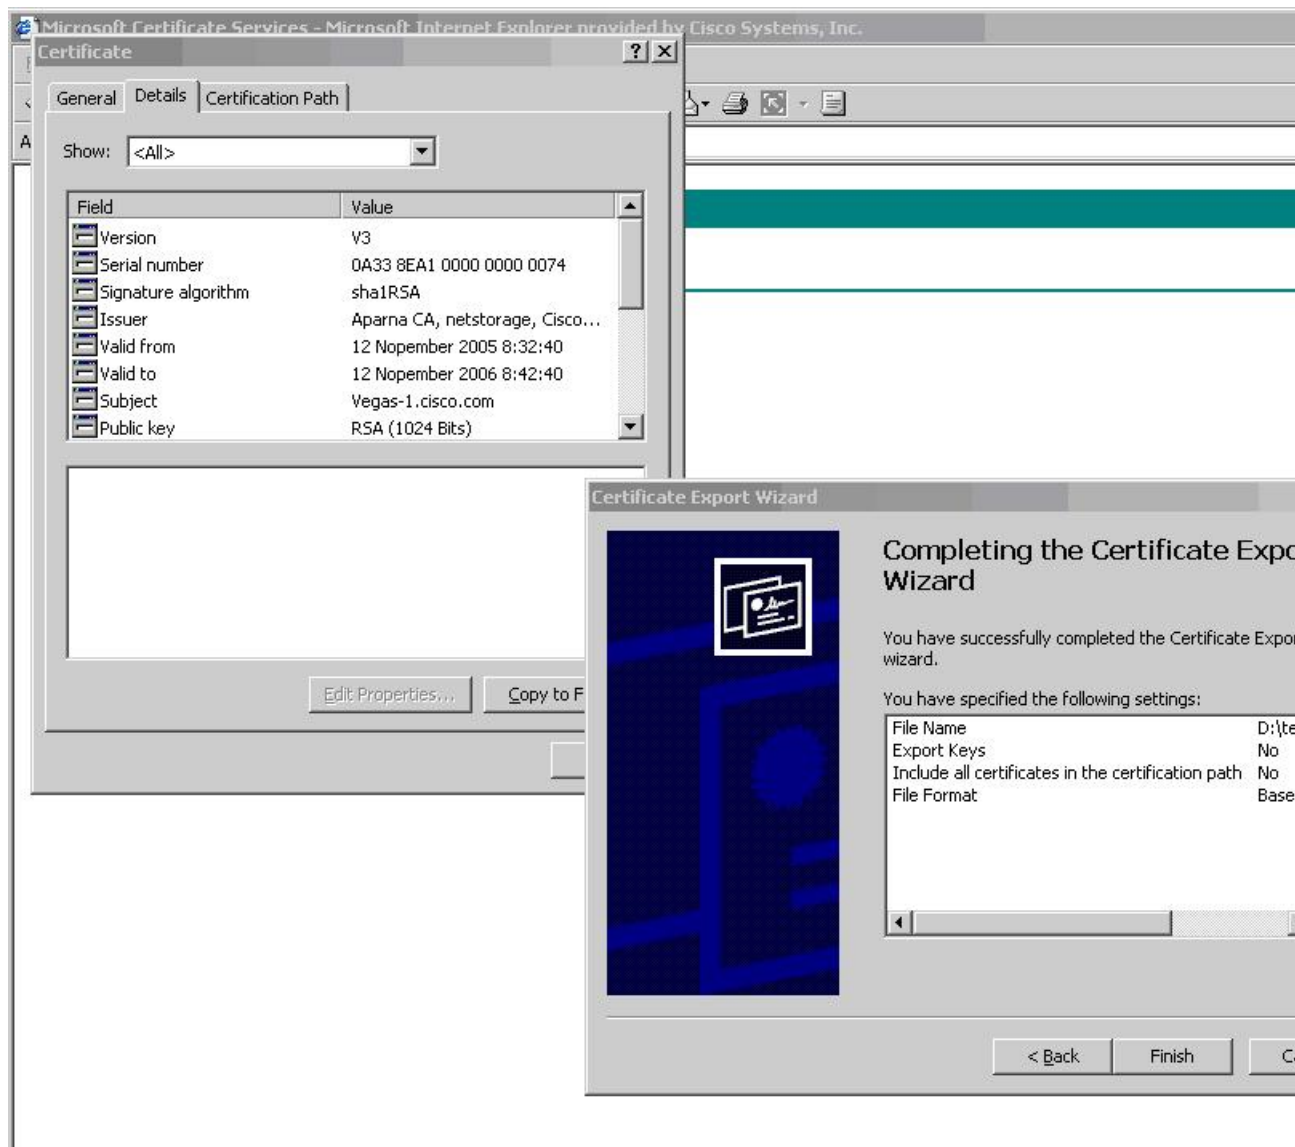 Microsoft Certificate Services - Microsoft Internet Explorer provided by Cisco Systems, Inc.
Certificate
General Details Certification Path
A
Show: <All>
Field Value
Version V3
Serial number 0A33 8EA1 0000 0000 0074
Signature algorithm sha1RSA
Issuer Aparna CA, netstorage, Cisco...
Valid from 12 Nopember 2005 8:32:40
Valid to 12 Nopember 2006 8:42:40
Subject Vegas-1.cisco.com
Public key RSA (1024 Bits)
Edit Properties... Copy to F
Certificate Export Wizard
Completing the Certificate Expo
Wizard
You have successfully completed the Certificate Expor
wizard.
You have specified the following settings:
File Name D:\te
Export Keys No
Include all certificates in the certification path No
File Format Base
< Back Finish Ca